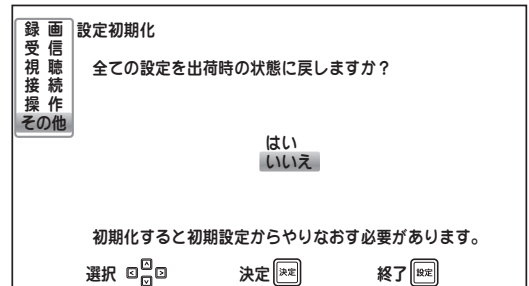 録 画
受 信
視 聴
接 続
操 作
その他
設定初期化
全ての設定を出荷時の状態に戻しますか？
はい
いいえ
初期化すると初期設定からやりなおす必要があります。
選択 決定 決定 終了 設定